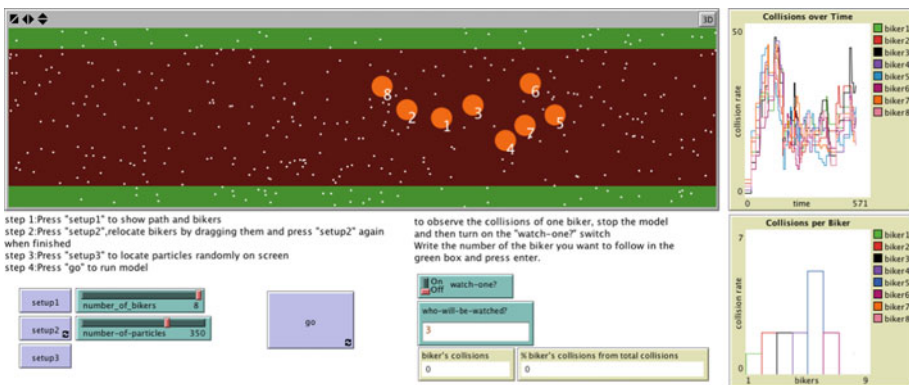 3D
8
2
1
3
6
4
7
5
step 1:Press "setup1" to show path and bikers
step 2:Press "setup2",relocate bikers by dragging them and press "setup2" again
when finished
step 3:Press "setup3" to locate particles randomly on screen
step 4:Press "go" to run model
setup1
number_of_bikers 8
setup2
number-of-particles 350
setup3
go
to observe the collisions of one biker, stop the model
and then turn on the "watch-one?" switch
Write the number of the biker you want to follow in the
green box and press enter.
On
Off
watch-one?
who-will-be-watched?
3
biker's collisions
0
% biker's collisions from total collisions
0
Collisions over Time
50
collision rate
0
0
time
571
biker1
biker2
biker3
biker4
biker5
biker6
biker7
biker8
Collisions per Biker
7
collision rate
0
1
bikers
9
biker1
biker2
biker3
biker4
biker5
biker6
biker7
biker8